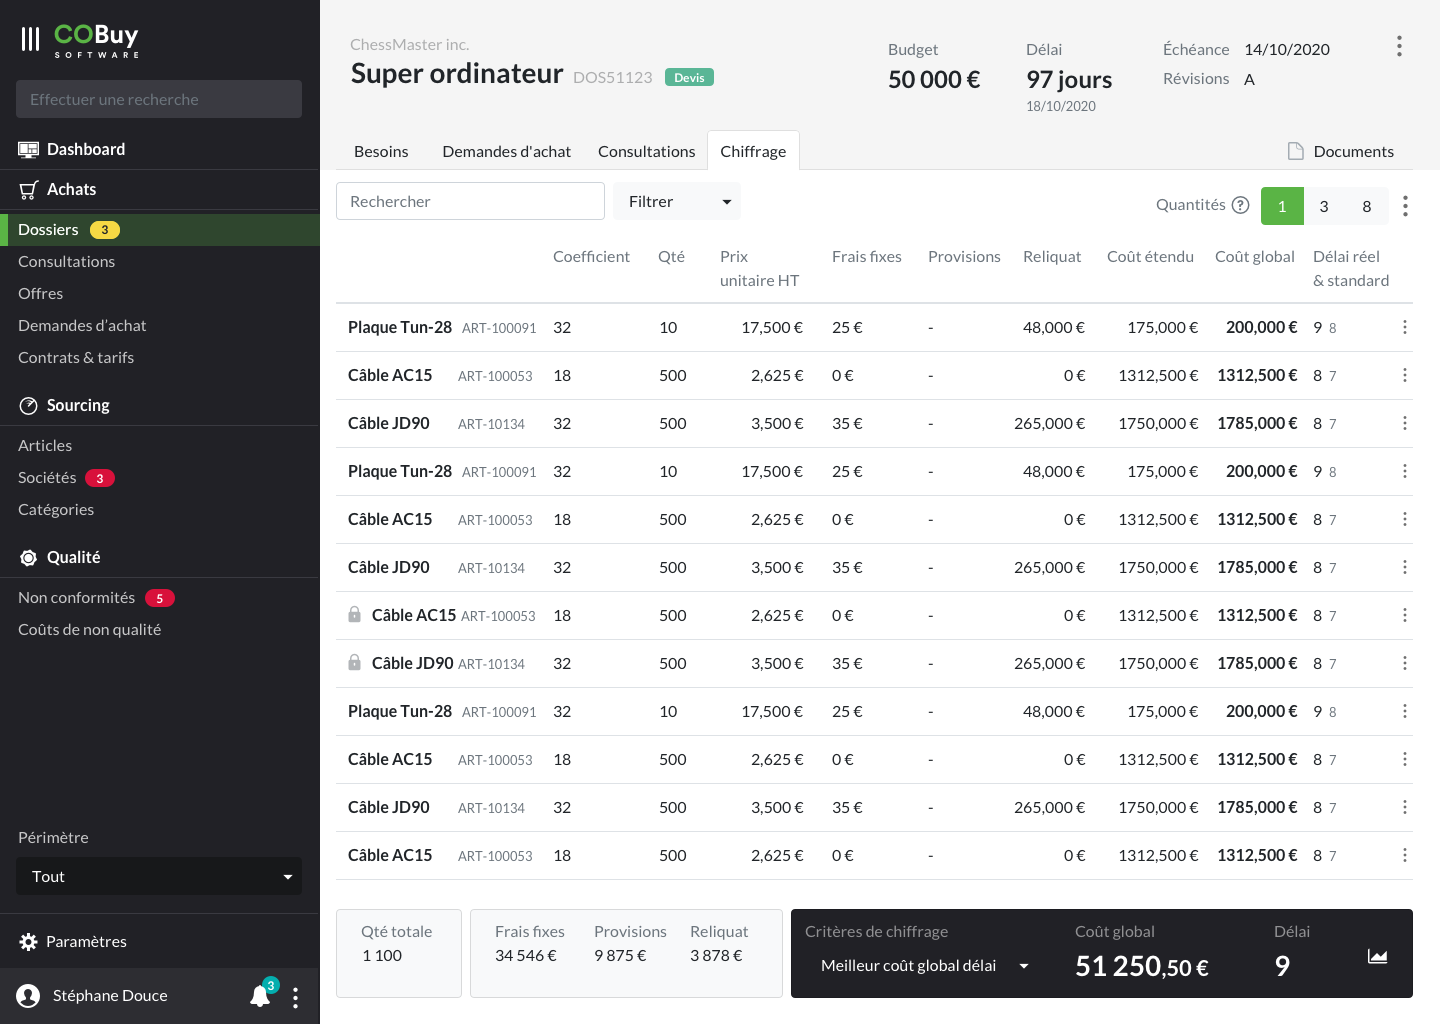 COBuy
SOFTWARE
Effectuer une recherche
Dashboard
Achats
Dossiers 3
Consultations
Offres
Demandes d’achat
Contrats & tarifs
Sourcing
Articles
Sociétés 3
Catégories
Qualité
Non conformités 5
Coûts de non qualité
Périmètre
Tout
Paramètres
Stéphane Douce 3
ChessMaster inc.
Super ordinateur DOS51123 Devis
Budget
50 000 €
Délai
97 jours
18/10/2020
Échéance 14/10/2020
Révisions A
Besoins Demandes d'achat Consultations Chiffrage Documents
Rechercher Filtrer Quantités ? 1 3 8
Coefficient Qté Prix Frais fixes Provisions Reliquat Coût étendu Coût global Délai réel
unitaire HT & standard
Plaque Tun-28 ART-100091 32 10 17,500 € 25 € - 48,000 € 175,000 € 200,000 € 9 8
Câble AC15 ART-100053 18 500 2,625 € 0 € - 0 € 1312,500 € 1312,500 € 8 7
Câble JD90 ART-10134 32 500 3,500 € 35 € - 265,000 € 1750,000 € 1785,000 € 8 7
Plaque Tun-28 ART-100091 32 10 17,500 € 25 € - 48,000 € 175,000 € 200,000 € 9 8
Câble AC15 ART-100053 18 500 2,625 € 0 € - 0 € 1312,500 € 1312,500 € 8 7
Câble JD90 ART-10134 32 500 3,500 € 35 € - 265,000 € 1750,000 € 1785,000 € 8 7
Câble AC15 ART-100053 18 500 2,625 € 0 € - 0 € 1312,500 € 1312,500 € 8 7
Câble JD90 ART-10134 32 500 3,500 € 35 € - 265,000 € 1750,000 € 1785,000 € 8 7
Plaque Tun-28 ART-100091 32 10 17,500 € 25 € - 48,000 € 175,000 € 200,000 € 9 8
Câble AC15 ART-100053 18 500 2,625 € 0 € - 0 € 1312,500 € 1312,500 € 8 7
Câble JD90 ART-10134 32 500 3,500 € 35 € - 265,000 € 1750,000 € 1785,000 € 8 7
Câble AC15 ART-100053 18 500 2,625 € 0 € - 0 € 1312,500 € 1312,500 € 8 7
Qté totale
1 100
Frais fixes Provisions Reliquat
34 546 € 9 875 € 3 878 €
Critères de chiffrage Coût global Délai
Meilleur coût global délai 51 250,50 € 9